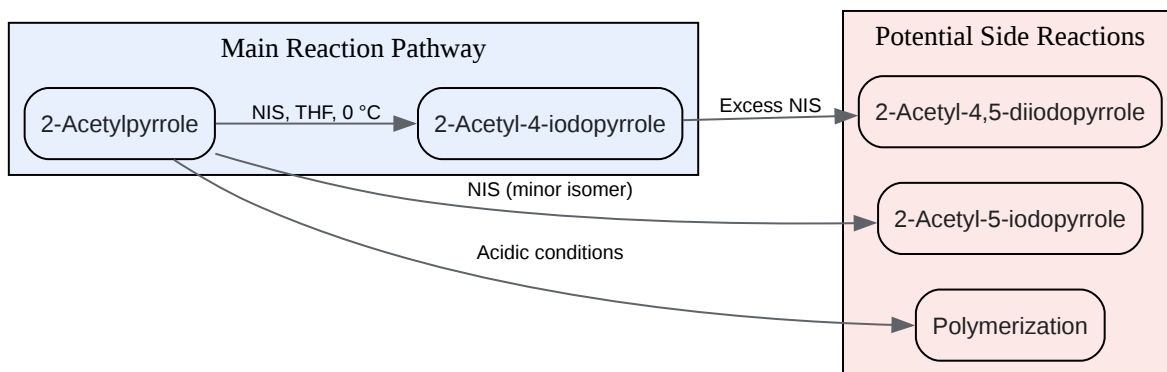 Main Reaction Pathway
Potential Side Reactions
2-Acetylpyrrole
NIS, THF, 0 °C
2-Acetyl-4-iodopyrrole
Excess NIS
2-Acetyl-4,5-diiodopyrrole
NIS (minor isomer)
2-Acetyl-5-iodopyrrole
Acidic conditions
Polymerization